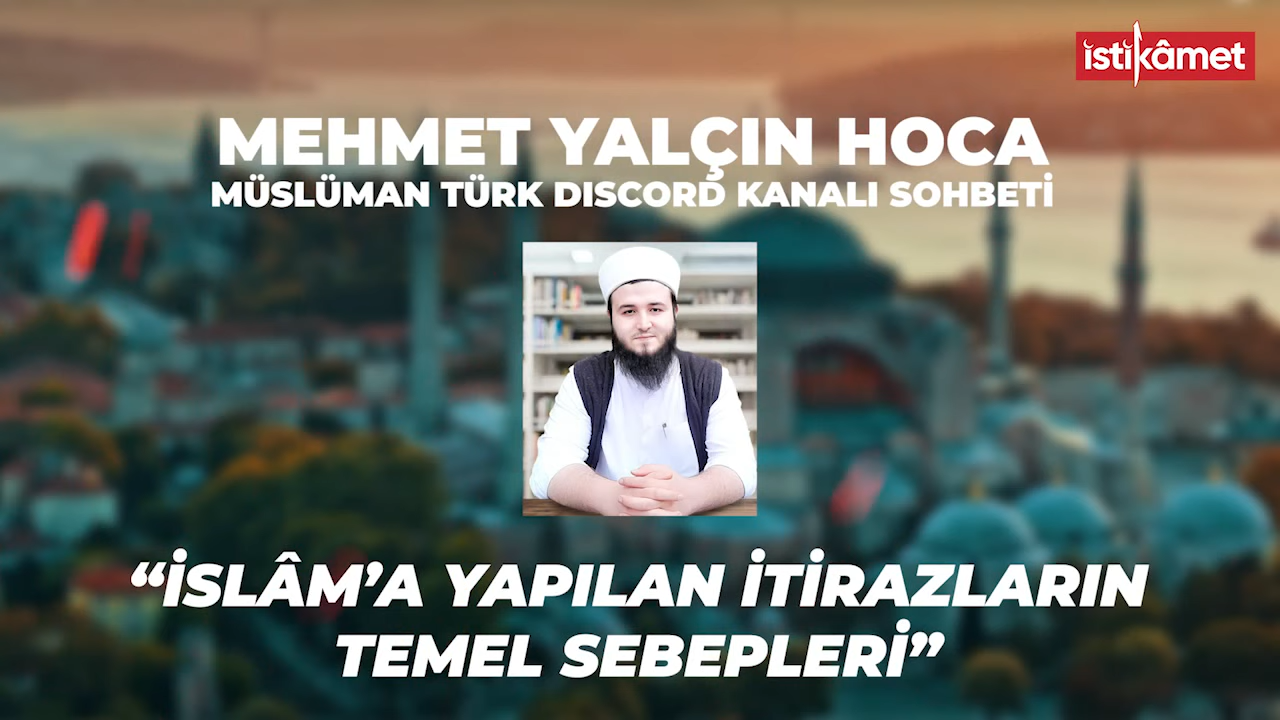 istikâmet
MEHMET YALÇIN HOCA
MÜSLÜMAN TÜRK DISCORD KANALI SOHBETİ
“İSLÂM’A YAPILAN İTİRAZLARIN
TEMEL SEBEPLERİ”